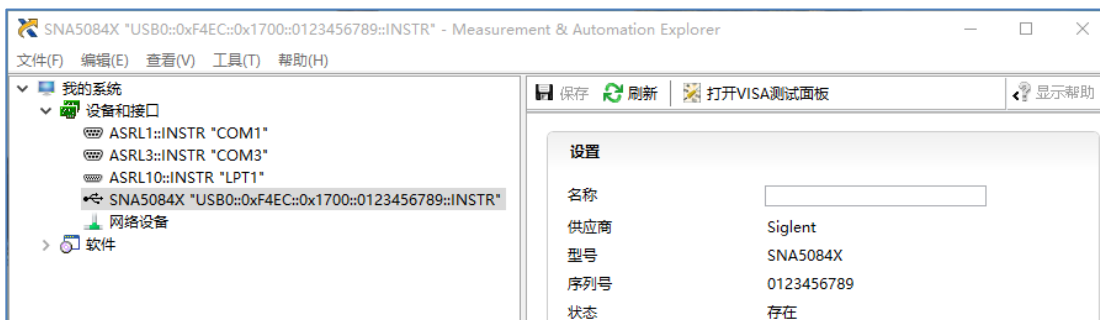 SNA5084X "USB0::0xF4EC::0x1700::0123456789::INSTR" - Measurement & Automation Explorer
文件(F) 编辑(E) 查看(V) 工具(T) 帮助(H)
我的系统
设备和接口
ASRL1::INSTR "COM1"
ASRL3::INSTR "COM3"
ASRL10::INSTR "LPT1"
SNA5084X "USB0::0xF4EC::0x1700::0123456789::INSTR"
网络设备
软件
保存 刷新 打开VISA测试面板 显示帮助
设置
名称
供应商 Siglent
型号 SNA5084X
序列号 0123456789
状态 存在